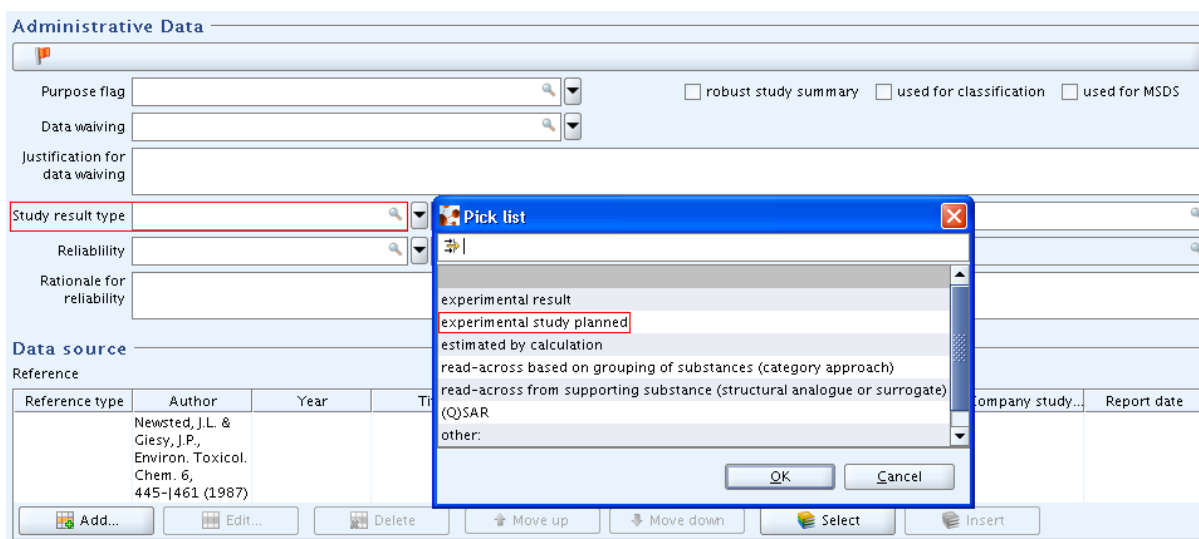 Administrative Data
Purpose flag
robust study summary
used for classification
used for MSDS
Data waiving
Justification for
data waiving
Study result type
Pick list
Reliablility
Rationale for
reliability
experimental result
experimental study planned
estimated by calculation
read-across based on grouping of substances (category approach)
read-across from supporting substance (structural analogue or surrogate)
(Q)SAR
other:
OK
Cancel
Data source
Reference
Reference type
Author
Year
Company study...
Report date
Newsted, J.L. &
Giesy, J.P.,
Environ. Toxicol.
Chem. 6,
445-|461 (1987)
Add...
Edit...
Delete
Move up
Move down
Select
Insert